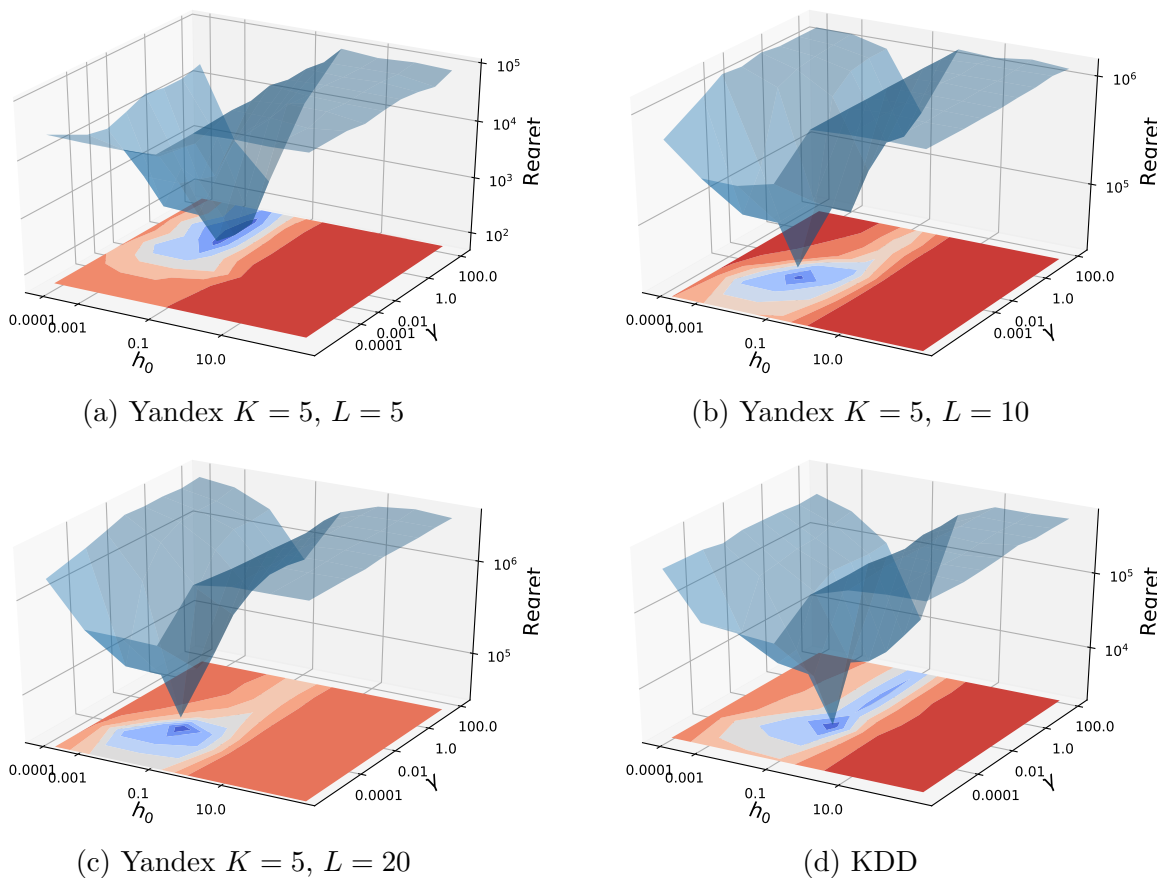 10^5
10^4
10^3
10^2
Regret
100.0
1.0
0.01
0.001
0.0001
γ
0.0001
0.001
0.1
10.0
h_0
(a) Yandex K = 5, L = 5
10^6
10^5
Regret
100.0
1.0
0.01
0.001
0.0001
γ
0.0001
0.001
0.1
10.0
h_0
(b) Yandex K = 5, L = 10
10^6
10^5
Regret
100.0
1.0
0.01
0.0001
γ
0.0001
0.001
0.1
10.0
h_0
(c) Yandex K = 5, L = 20
10^5
10^4
Regret
100.0
1.0
0.01
0.0001
γ
0.0001
0.001
0.1
10.0
h_0
(d) KDD